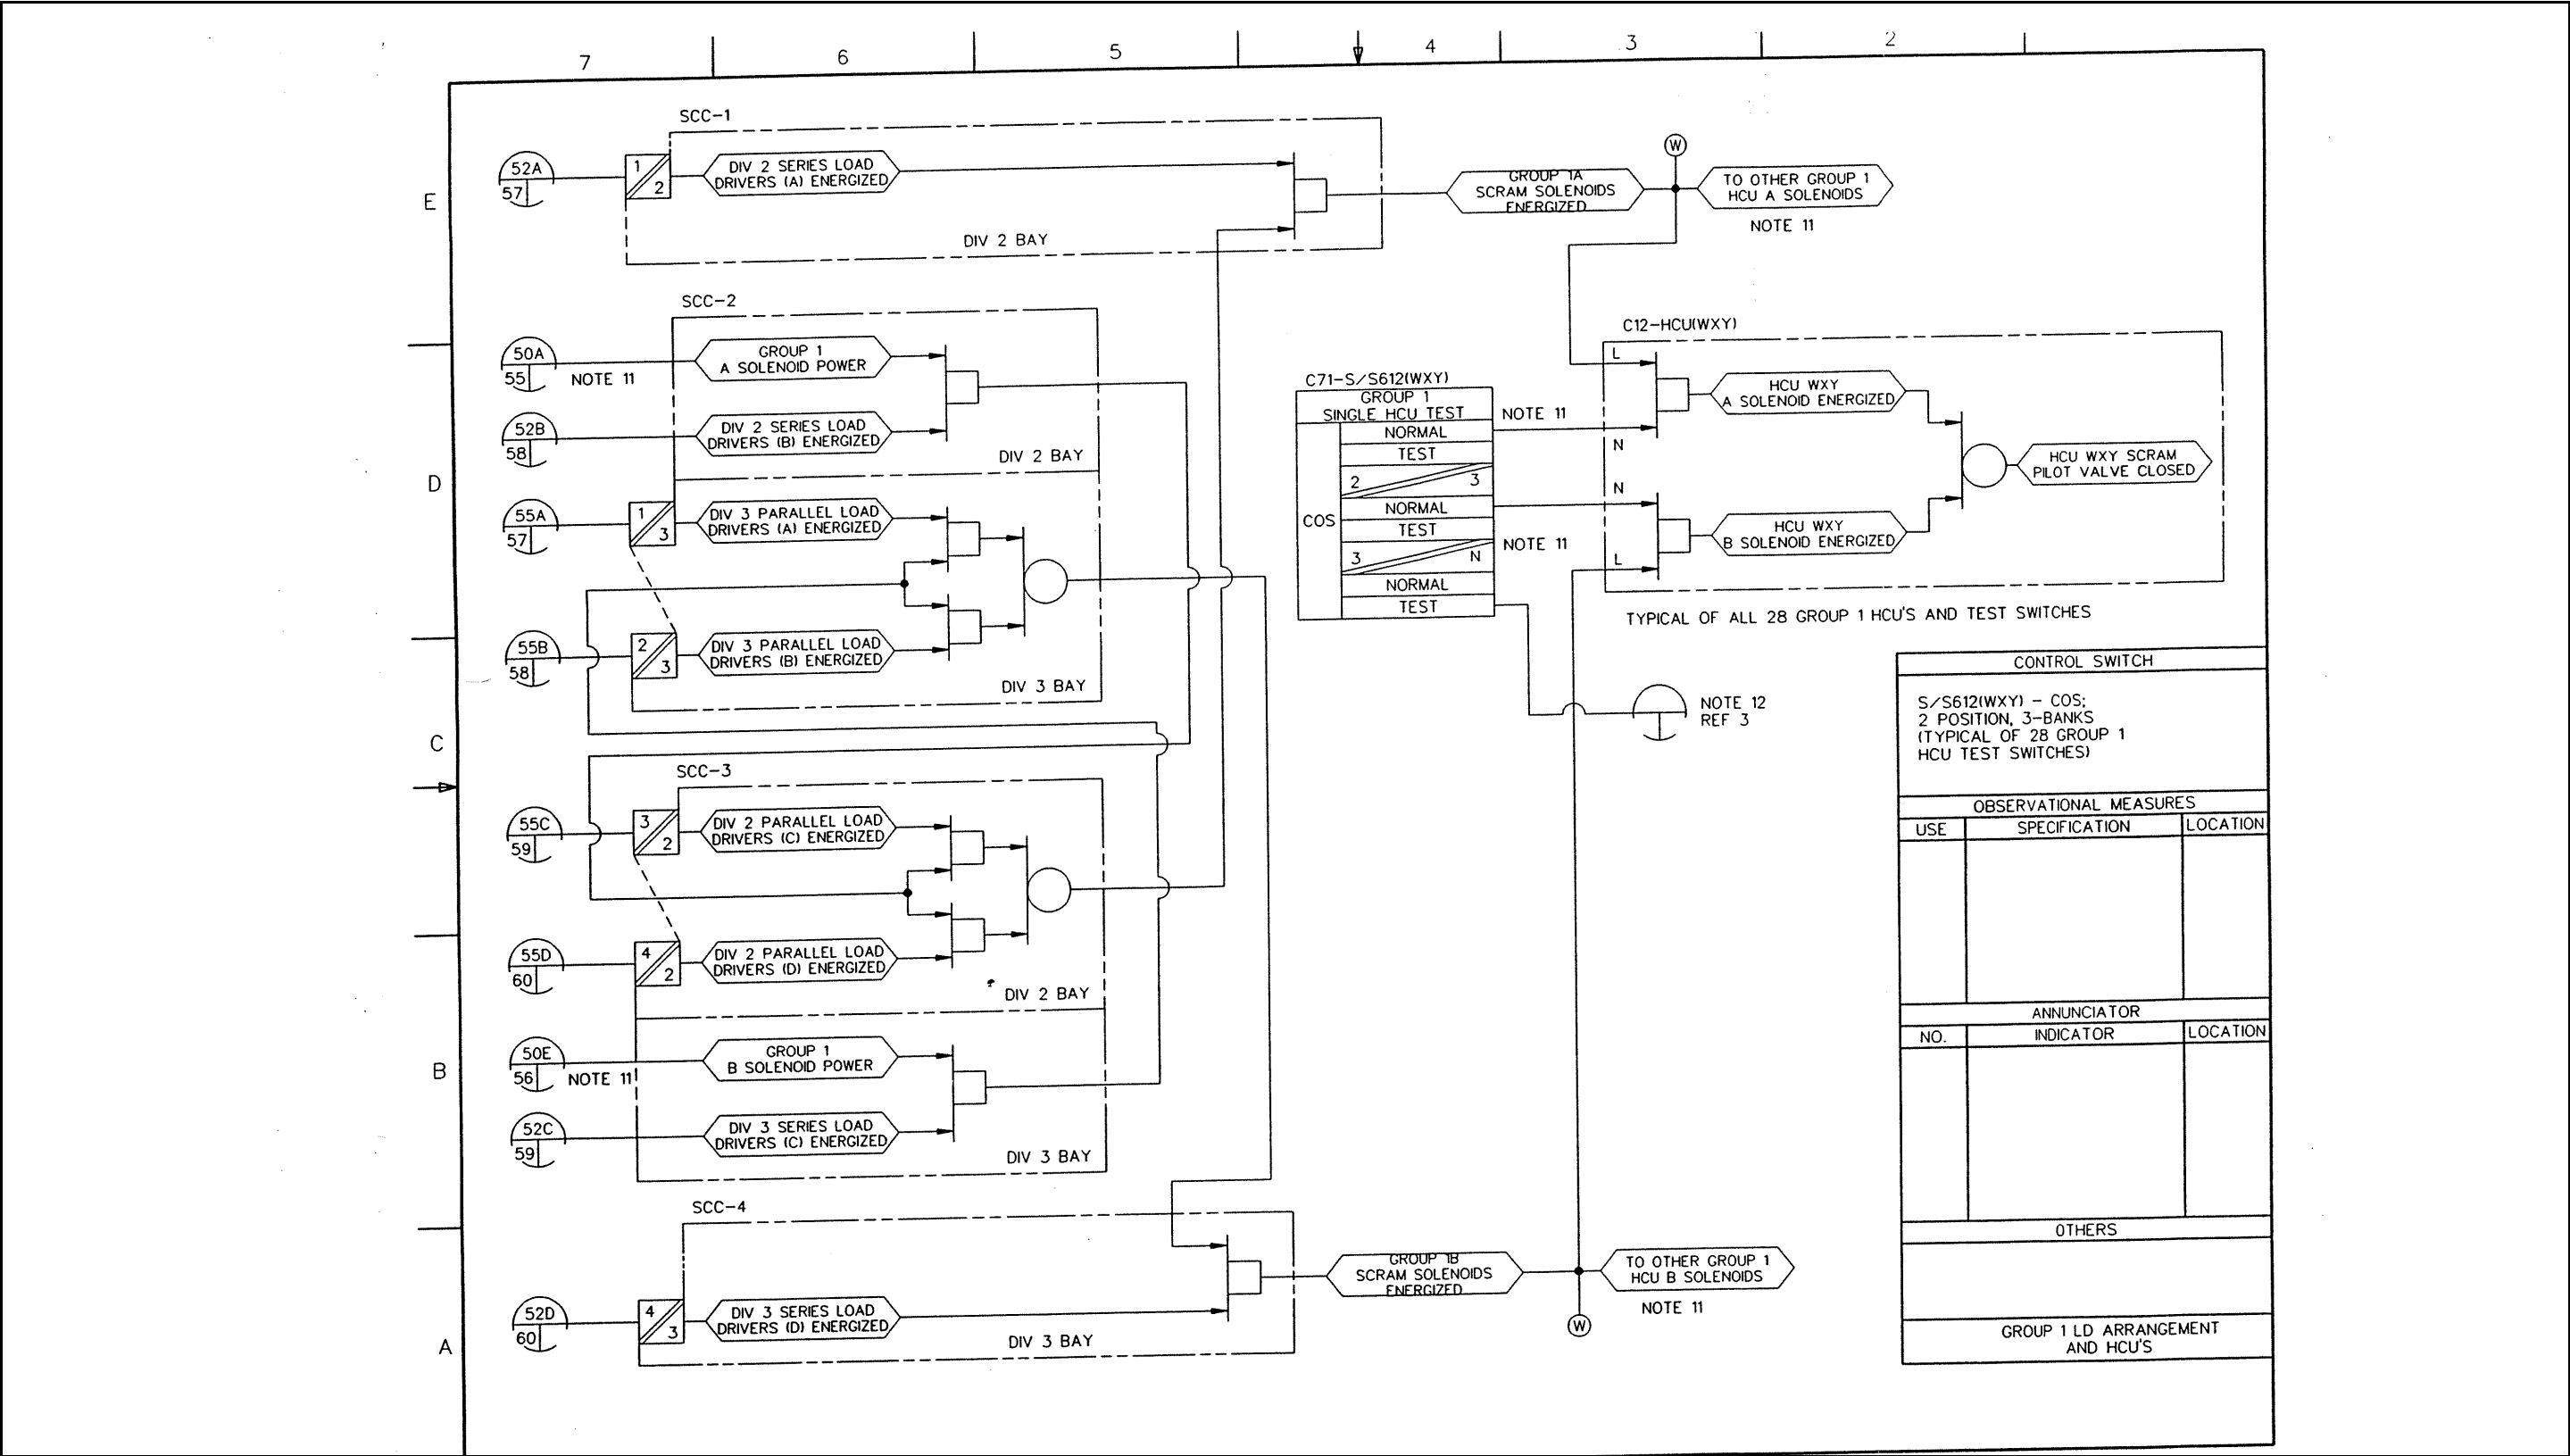 7
6
5
4
3
2
E
D
C
B
A
SCC-1
52A
57
1
2
DIV 2 SERIES LOAD
DRIVERS (A) ENERGIZED
DIV 2 BAY
GROUP 1A
SCRAM SOLENOIDS
ENERGIZED
W
TO OTHER GROUP 1
HCU A SOLENOIDS
NOTE 11
SCC-2
50A
55
NOTE 11
GROUP 1
A SOLENOID POWER
52B
58
DIV 2 SERIES LOAD
DRIVERS (B) ENERGIZED
DIV 2 BAY
55A
57
1
3
DIV 3 PARALLEL LOAD
DRIVERS (A) ENERGIZED
55B
58
2
3
DIV 3 PARALLEL LOAD
DRIVERS (B) ENERGIZED
DIV 3 BAY
C71-S/S612(WXY)
GROUP 1
SINGLE HCU TEST
COS
NORMAL
TEST
2
3
NORMAL
TEST
3
N
NORMAL
TEST
NOTE 11
NOTE 11
C12-HCU(WXY)
L
N
N
L
HCU WXY
A SOLENOID ENERGIZED
HCU WXY
B SOLENOID ENERGIZED
HCU WXY SCRAM
PILOT VALVE CLOSED
TYPICAL OF ALL 28 GROUP 1 HCU'S AND TEST SWITCHES
NOTE 12
REF 3
SCC-3
55C
59
3
2
DIV 2 PARALLEL LOAD
DRIVERS (C) ENERGIZED
55D
60
4
2
DIV 2 PARALLEL LOAD
DRIVERS (D) ENERGIZED
DIV 2 BAY
50E
56
NOTE 11
GROUP 1
B SOLENOID POWER
52C
59
DIV 3 SERIES LOAD
DRIVERS (C) ENERGIZED
DIV 3 BAY
SCC-4
52D
60
4
3
DIV 3 SERIES LOAD
DRIVERS (D) ENERGIZED
DIV 3 BAY
GROUP 1B
SCRAM SOLENOIDS
ENERGIZED
TO OTHER GROUP 1
HCU B SOLENOIDS
NOTE 11
W
CONTROL SWITCH
S/S612(WXY) - COS;
2 POSITION, 3-BANKS
(TYPICAL OF 28 GROUP 1
HCU TEST SWITCHES)
OBSERVATIONAL MEASURES
USE
SPECIFICATION
LOCATION
ANNUNCIATOR
NO.
INDICATOR
LOCATION
OTHERS
GROUP 1 LD ARRANGEMENT
AND HCU'S